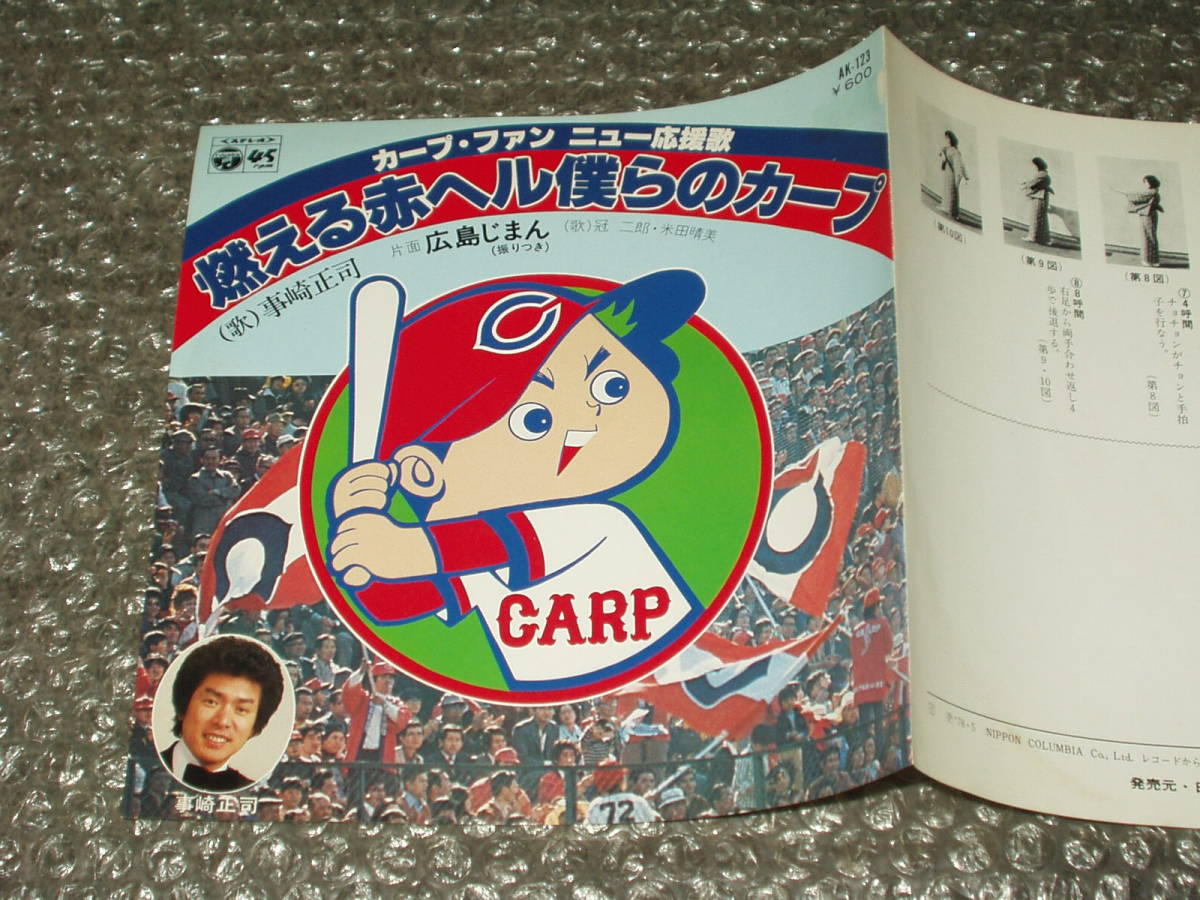 AK-123
¥600
<ステレオ>
45
rpm
カープ・ファン ニュー応援歌
燃える赤ヘル僕らのカープ
(歌)事崎正司
片面 広島じまん
(振りつき)
(歌)冠 二郎・米田晴美
C
CARP
72
事崎正司
(第10図)
(第9図)
(第8図)
⑦4呼間
チョチョンがチョンと手拍
子を行なう。
(第8図)
⑧8呼間
右足から両手合わせ返し4
歩で後退する。
(第9・10図)
'78・5 NIPPON COLUMBIA Co., Ltd. レコードから
発売元・